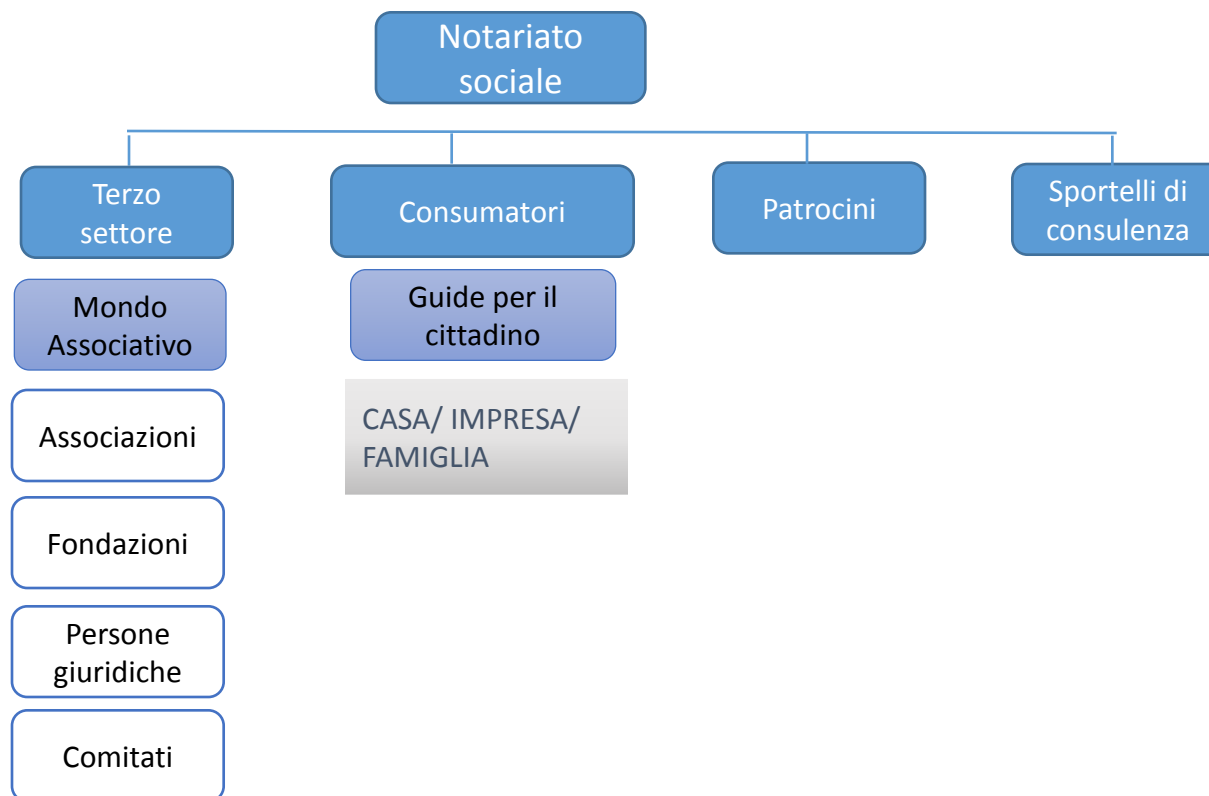 Notariato
sociale
Terzo
settore
Consumatori
Patrocini
Sportelli di
consulenza
Mondo
Associativo
Guide per il
cittadino
Associazioni
CASA/ IMPRESA/
FAMIGLIA
Fondazioni
Persone
giuridiche
Comitati